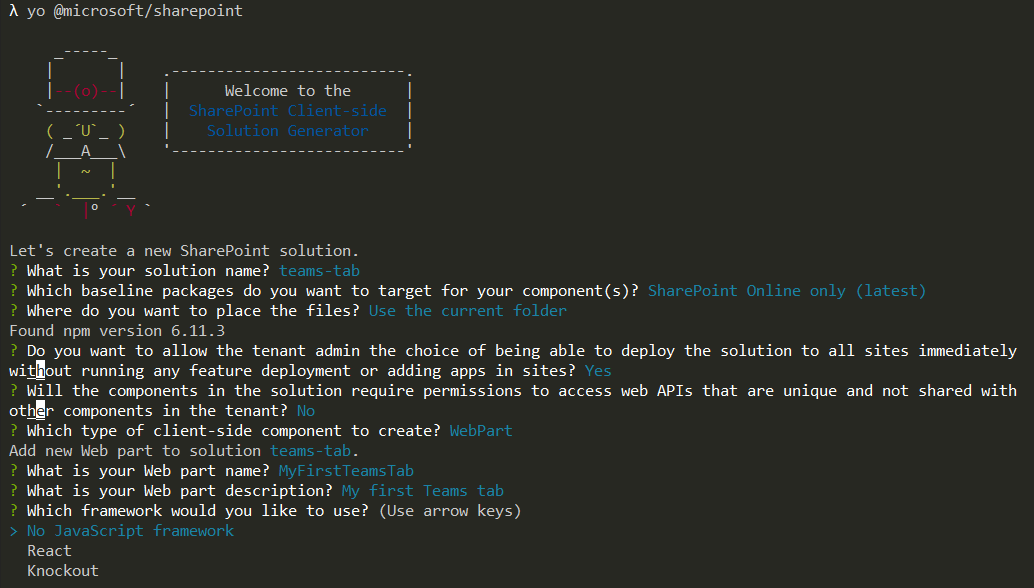 λ yo @microsoft/sharepoint
     _-----_
    |       |    .--------------------------.
    |--(o)--|    |      Welcome to the      |
   `---------´   |  SharePoint Client-side  |
    ( _´U`_ )    |    Solution Generator    |
    /___A___\    '--------------------------'
     |  ~  |
   __'.___.'__
 ´   `  |° ´ Y `
Let's create a new SharePoint solution.
? What is your solution name? teams-tab
? Which baseline packages do you want to target for your component(s)? SharePoint Online only (latest)
? Where do you want to place the files? Use the current folder
Found npm version 6.11.3
? Do you want to allow the tenant admin the choice of being able to deploy the solution to all sites immediately
without running any feature deployment or adding apps in sites? Yes
? Will the components in the solution require permissions to access web APIs that are unique and not shared with
other components in the tenant? No
? Which type of client-side component to create? WebPart
Add new Web part to solution teams-tab.
? What is your Web part name? MyFirstTeamsTab
? What is your Web part description? My first Teams tab
? Which framework would you like to use? (Use arrow keys)
> No JavaScript framework
  React
  Knockout